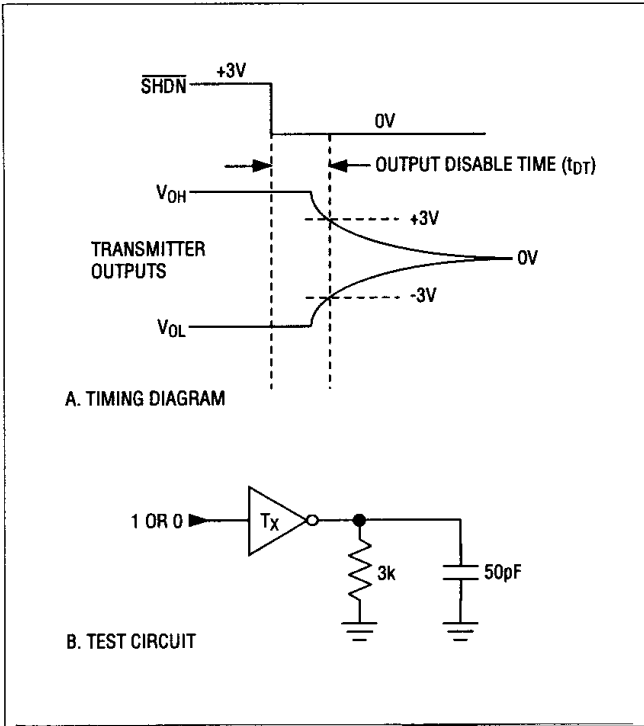 SHDN +3V
0V
OUTPUT DISABLE TIME (tDT)
VOH
+3V
TRANSMITTER
OUTPUTS
0V
-3V
VOL
A. TIMING DIAGRAM
1 OR 0
TX
3k
50pF
B. TEST CIRCUIT